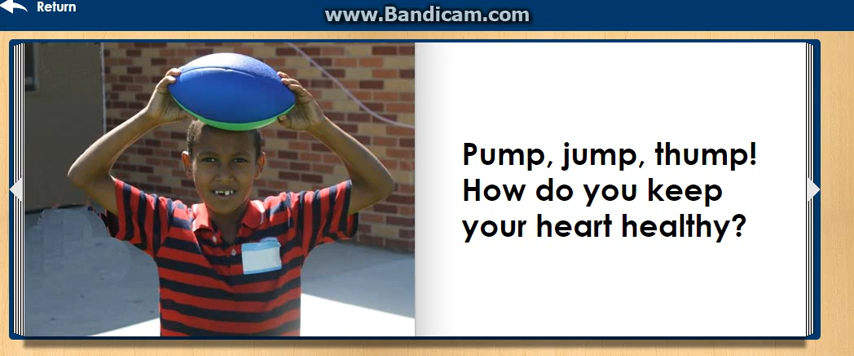 Return
www.Bandicam.com
Pump, jump, thump!
How do you keep
your heart healthy?